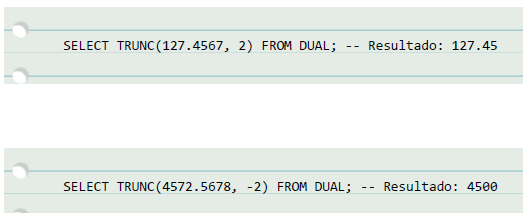 SELECT TRUNC(127.4567, 2) FROM DUAL; -- Resultado: 127.45
SELECT TRUNC(4572.5678, -2) FROM DUAL; -- Resultado: 4500